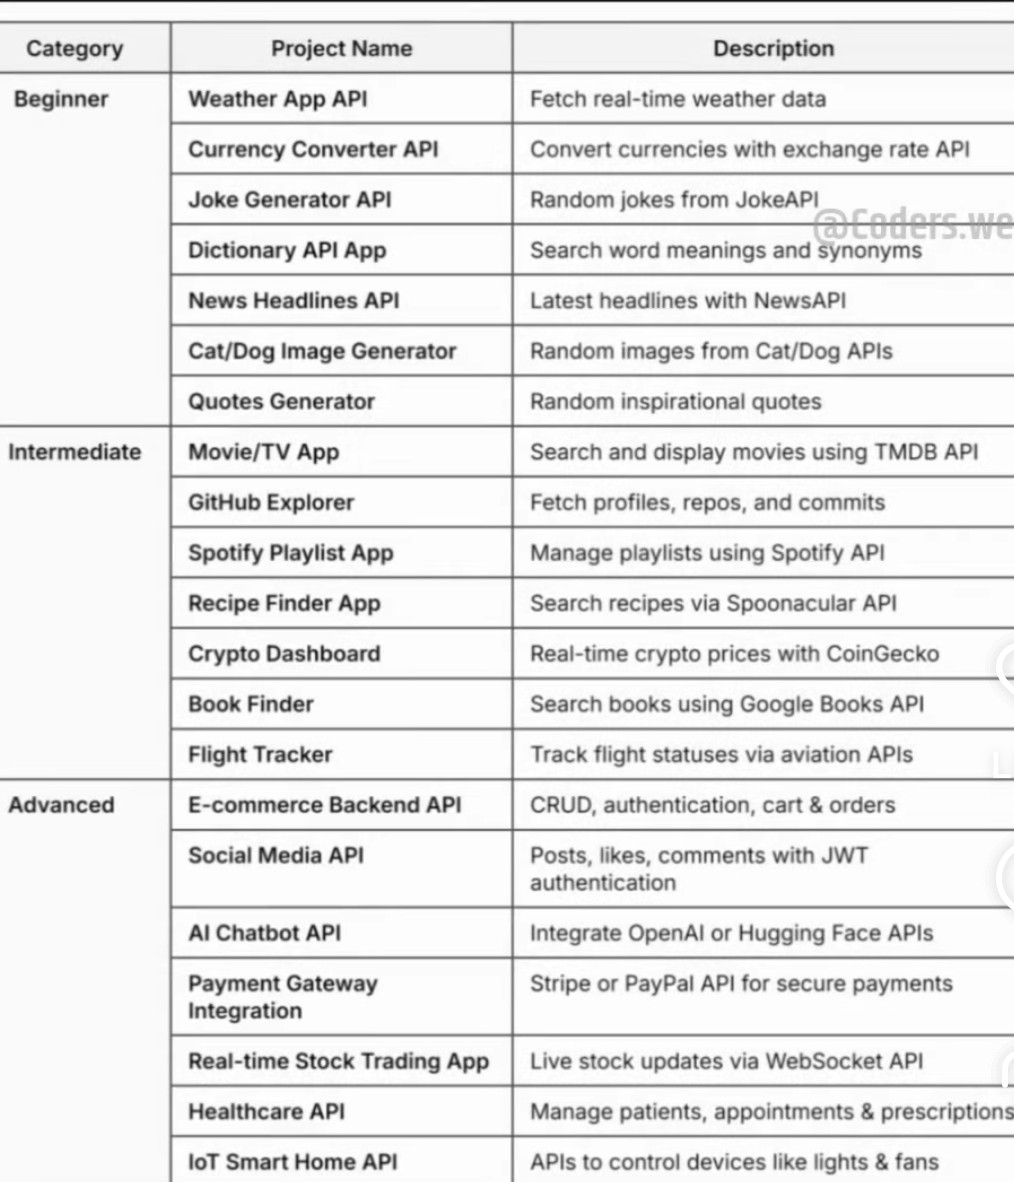 Category Project Name Description
Beginner Weather App API Fetch real-time weather data
Currency Converter API Convert currencies with exchange rate API
Joke Generator API Random jokes from JokeAPI
@Coders.we
Dictionary API App Search word meanings and synonyms
News Headlines API Latest headlines with NewsAPI
Cat/Dog Image Generator Random images from Cat/Dog APIs
Quotes Generator Random inspirational quotes
Intermediate Movie/TV App Search and display movies using TMDB API
GitHub Explorer Fetch profiles, repos, and commits
Spotify Playlist App Manage playlists using Spotify API
Recipe Finder App Search recipes via Spoonacular API
Crypto Dashboard Real-time crypto prices with CoinGecko
Book Finder Search books using Google Books API
Flight Tracker Track flight statuses via aviation APIs
Advanced E-commerce Backend API CRUD, authentication, cart & orders
Social Media API Posts, likes, comments with JWT
authentication
AI Chatbot API Integrate OpenAI or Hugging Face APIs
Payment Gateway Stripe or PayPal API for secure payments
Integration
Real-time Stock Trading App Live stock updates via WebSocket API
Healthcare API Manage patients, appointments & prescriptions
IoT Smart Home API APIs to control devices like lights & fans